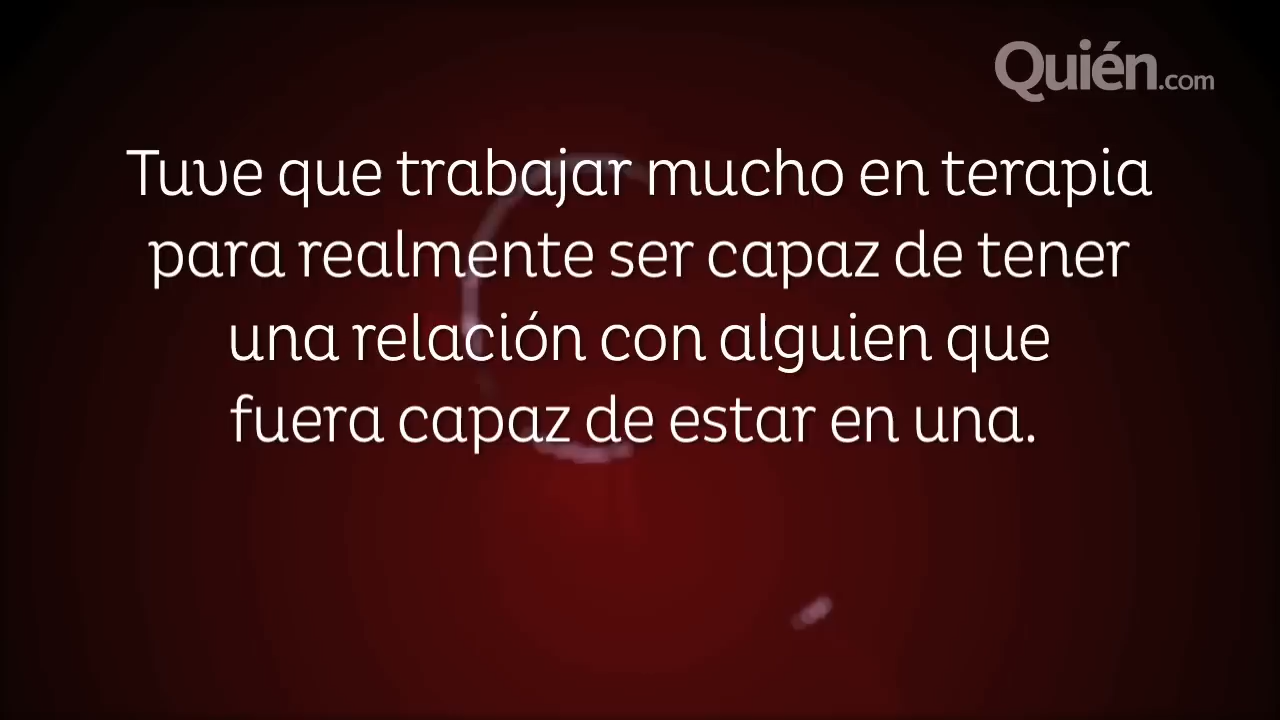 Quién.com
Tuve que trabajar mucho en terapia
para realmente ser capaz de tener
una relación con alguien que
fuera capaz de estar en una.